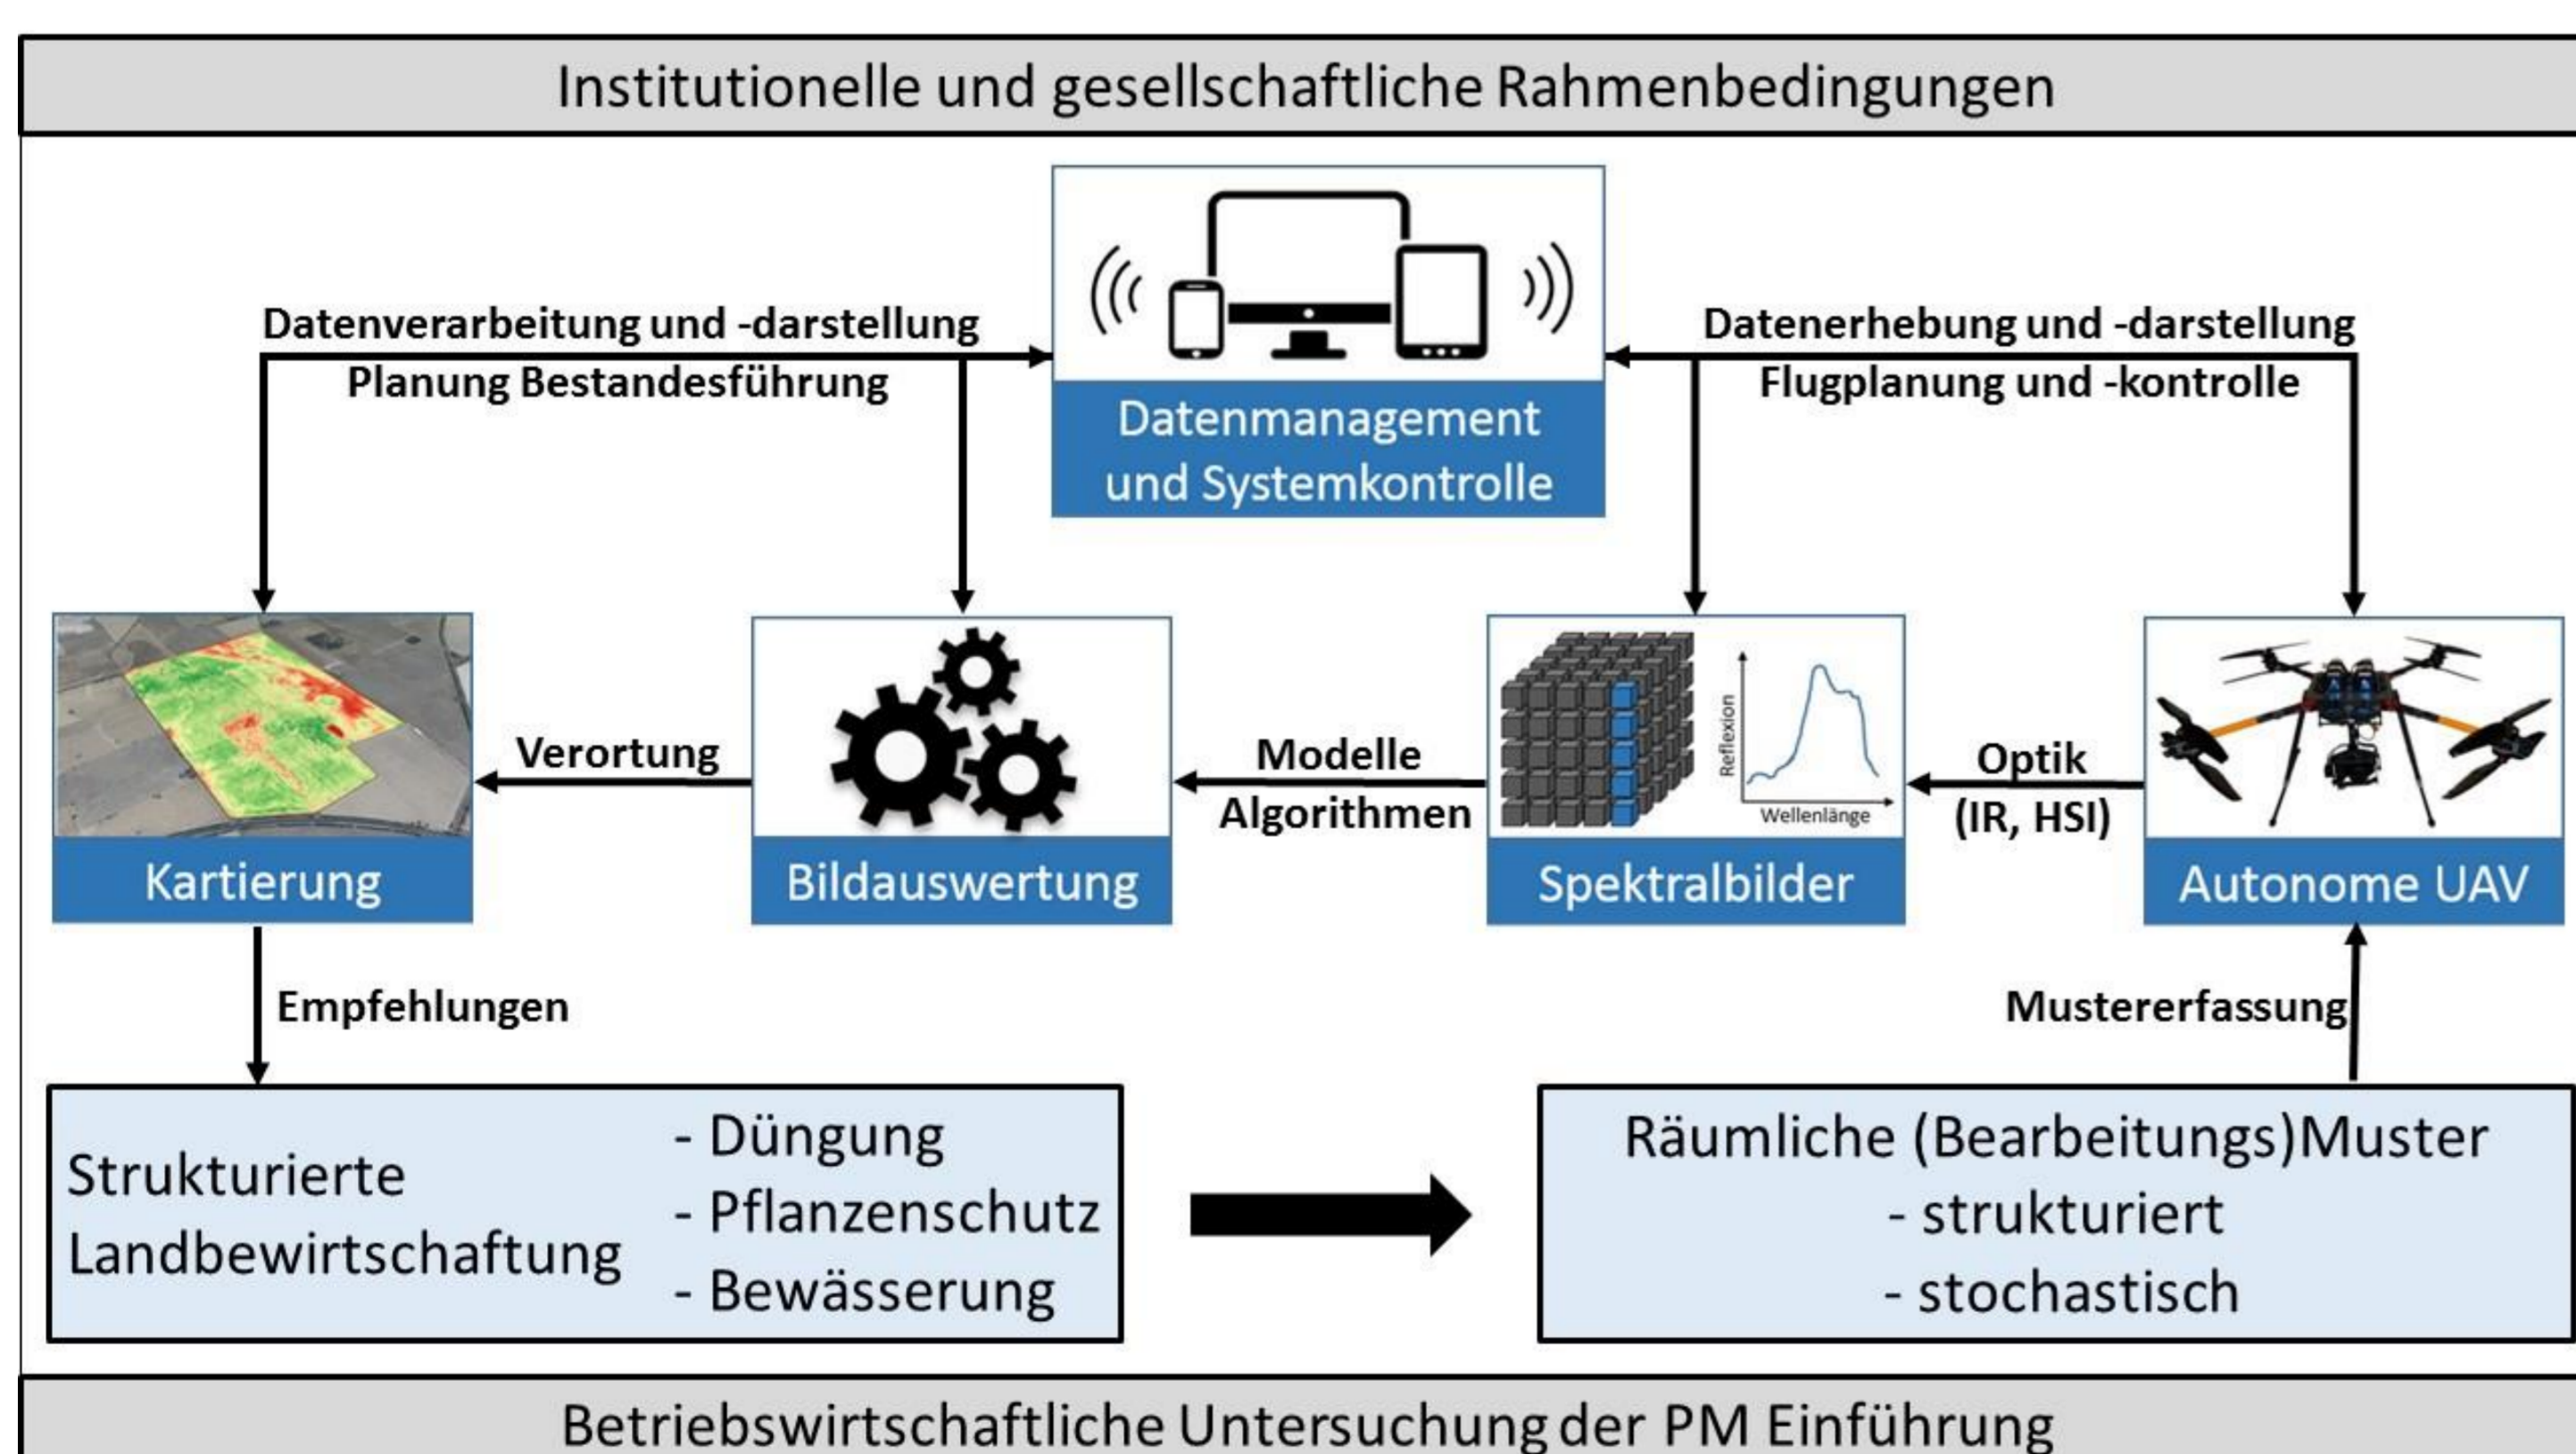 Institutionelle und gesellschaftliche Rahmenbedingungen
Datenverarbeitung und -darstellung
Planung Bestandesführung
Datenmanagement
und Systemkontrolle
Datenerhebung und -darstellung
Flugplanung und -kontrolle
Kartierung
Verortung
Bildauswertung
Modelle
Algorithmen
Reflexion
Wellenlänge
Spektralbilder
Optik
(IR, HSI)
Autonome UAV
Empfehlungen
Mustererfassung
Strukturierte
Landbewirtschaftung
- Düngung
- Pflanzenschutz
- Bewässerung
Räumliche (Bearbeitungs)Muster
- strukturiert
- stochastisch
Betriebswirtschaftliche Untersuchung der PM Einführung